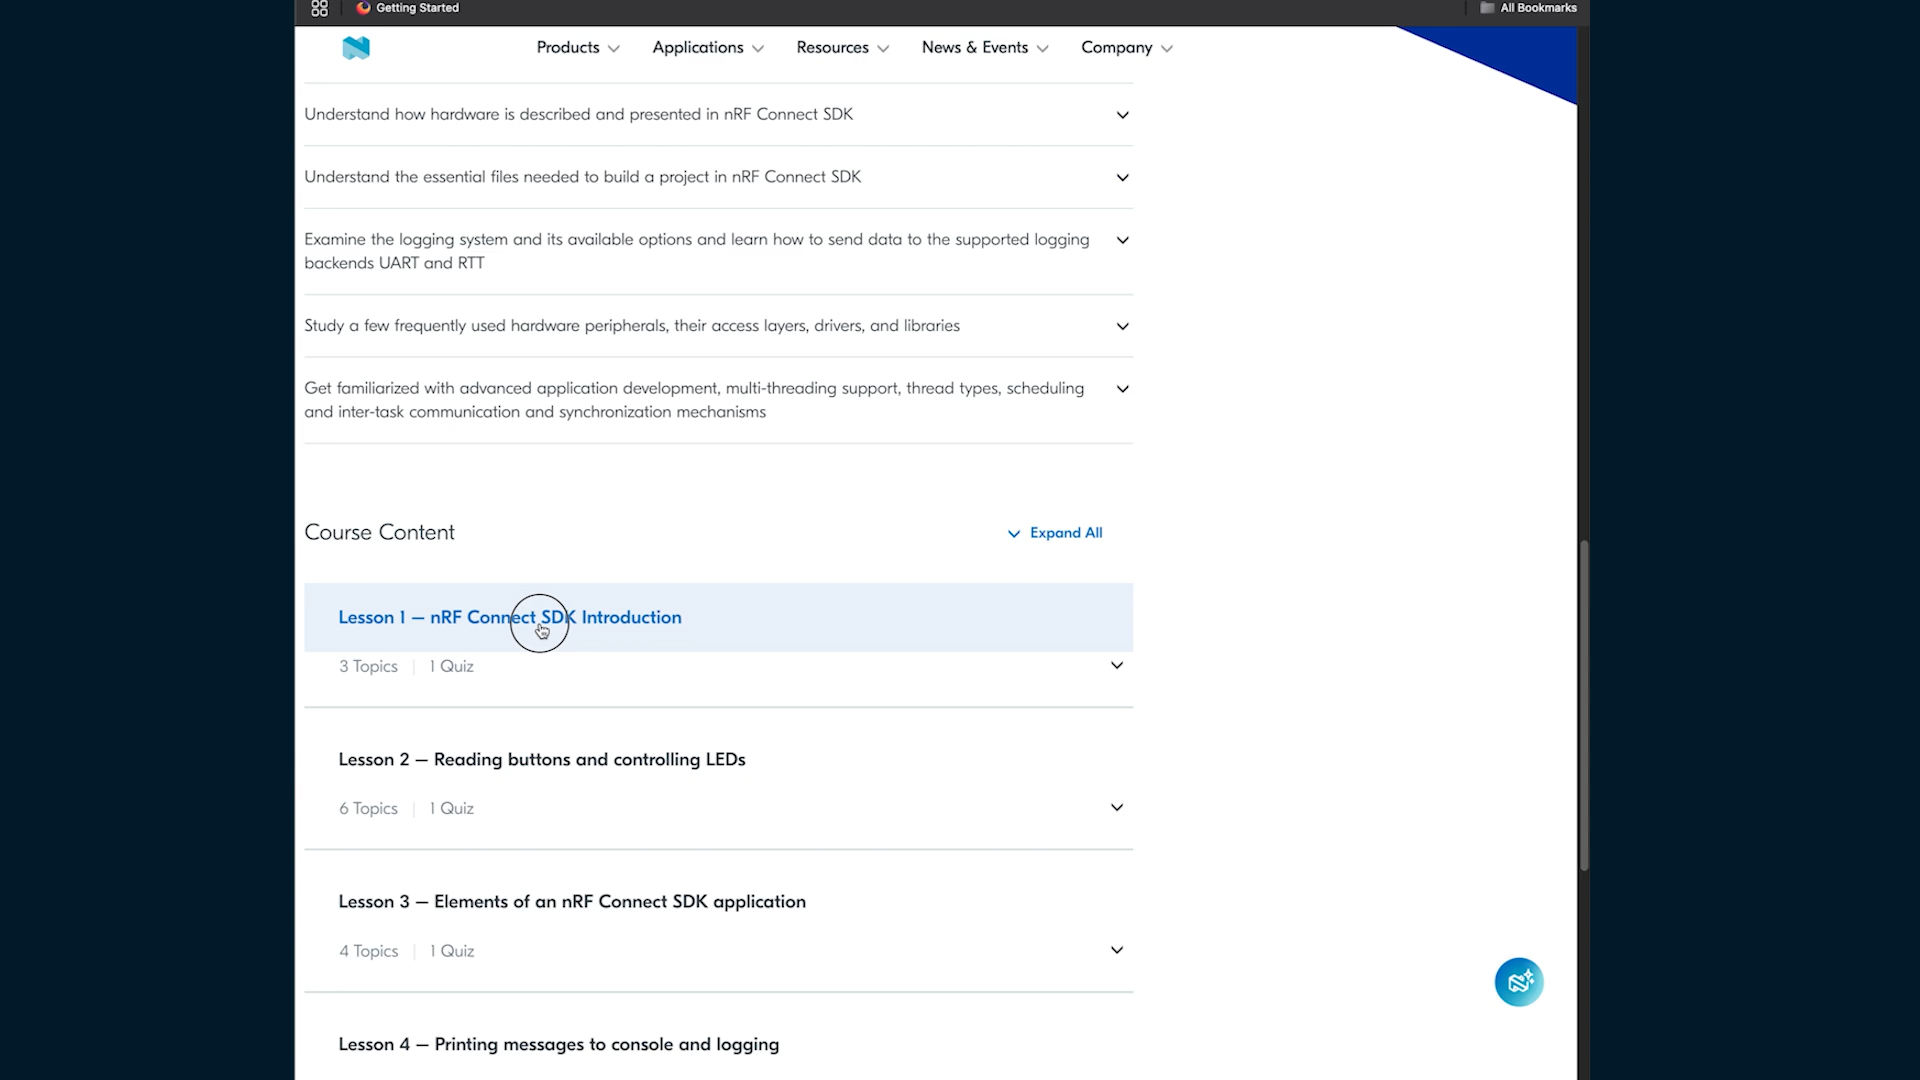 Getting Started
All Bookmarks
Products
Applications
Resources
News & Events
Company
Understand how hardware is described and presented in nRF Connect SDK
Understand the essential files needed to build a project in nRF Connect SDK
Examine the logging system and its available options and learn how to send data to the supported logging
backends UART and RTT
Study a few frequently used hardware peripherals, their access layers, drivers, and libraries
Get familiarized with advanced application development, multi-threading support, thread types, scheduling
and inter-task communication and synchronization mechanisms
Course Content
Expand All
Lesson 1 – nRF Connect SDK Introduction
3 Topics | 1 Quiz
Lesson 2 – Reading buttons and controlling LEDs
6 Topics | 1 Quiz
Lesson 3 – Elements of an nRF Connect SDK application
4 Topics | 1 Quiz
Lesson 4 – Printing messages to console and logging